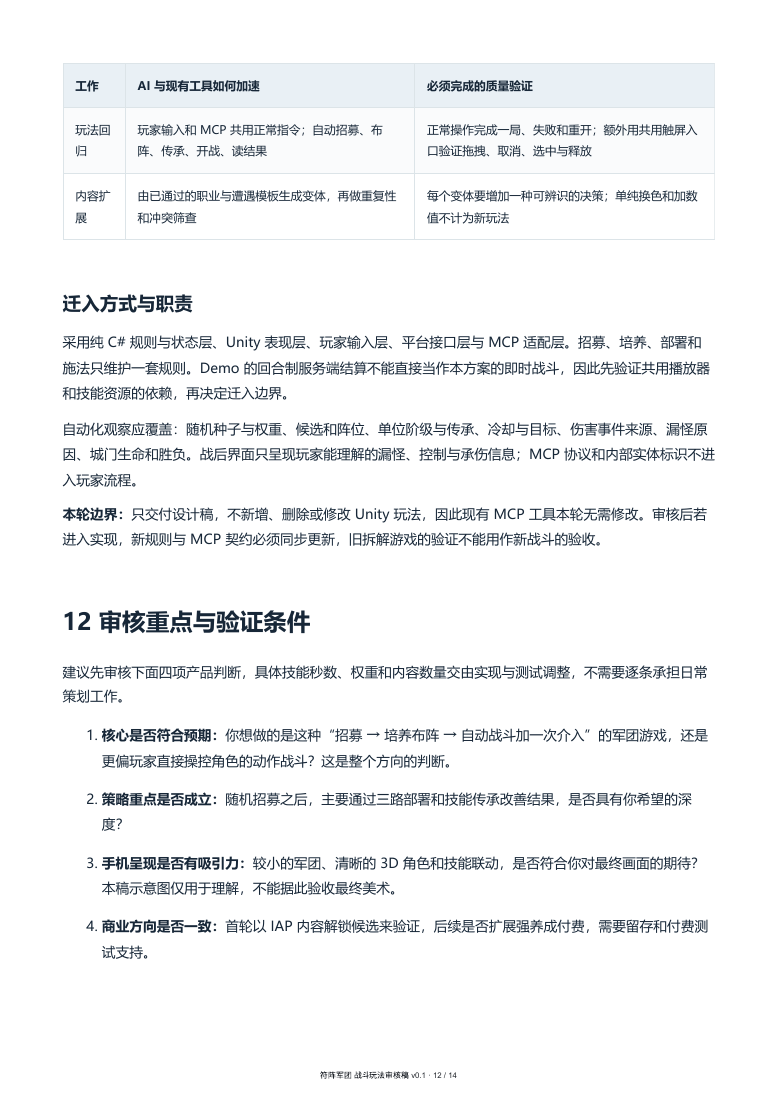 工作 AI 与现有工具如何加速 必须完成的质量验证
玩法回归 玩家输入和 MCP 共用正常指令；自动招募、布阵、传承、开战、读结果 正常操作完成一局、失败和重开；额外用共用触屏入口验证拖拽、取消、选中与释放
内容扩展 由已通过的职业与遭遇模板生成变体，再做重复性和冲突筛查 每个变体要增加一种可辨识的决策；单纯换色和加数值不计为新玩法
迁入方式与职责
采用纯 C# 规则与状态层、Unity 表现层、玩家输入层、平台接口层与 MCP 适配层。招募、培养、部署和
施法只维护一套规则。Demo 的回合制服务端结算不能直接当作本方案的即时战斗，因此先验证共用播放器
和技能资源的依赖，再决定迁入边界。
自动化观察应覆盖：随机种子与权重、候选和阵位、单位阶级与传承、冷却与目标、伤害事件来源、漏怪原
因、城门生命和胜负。战后界面只呈现玩家能理解的漏怪、控制与承伤信息；MCP 协议和内部实体标识不进
入玩家流程。
本轮边界：只交付设计稿，不新增、删除或修改 Unity 玩法，因此现有 MCP 工具本轮无需修改。审核后若
进入实现，新规则与 MCP 契约必须同步更新，旧拆解游戏的验证不能用作新战斗的验收。
12 审核重点与验证条件
建议先审核下面四项产品判断，具体技能秒数、权重和内容数量交由实现与测试调整，不需要逐条承担日常
策划工作。
1. 核心是否符合预期：你想做的是这种“招募 → 培养布阵 → 自动战斗加一次介入”的军团游戏，还是
更偏玩家直接操控角色的动作战斗？这是整个方向的判断。
2. 策略重点是否成立：随机招募之后，主要通过三路部署和技能传承改善结果，是否具有你希望的深
度？
3. 手机呈现是否有吸引力：较小的军团、清晰的 3D 角色和技能联动，是否符合你对最终画面的期待？
本稿示意图仅用于理解，不能据此验收最终美术。
4. 商业方向是否一致：首轮以 IAP 内容解锁候选来验证，后续是否扩展强养成付费，需要留存和付费测
试支持。
符阵军团 战斗玩法审核稿 v0.1 · 12 / 14